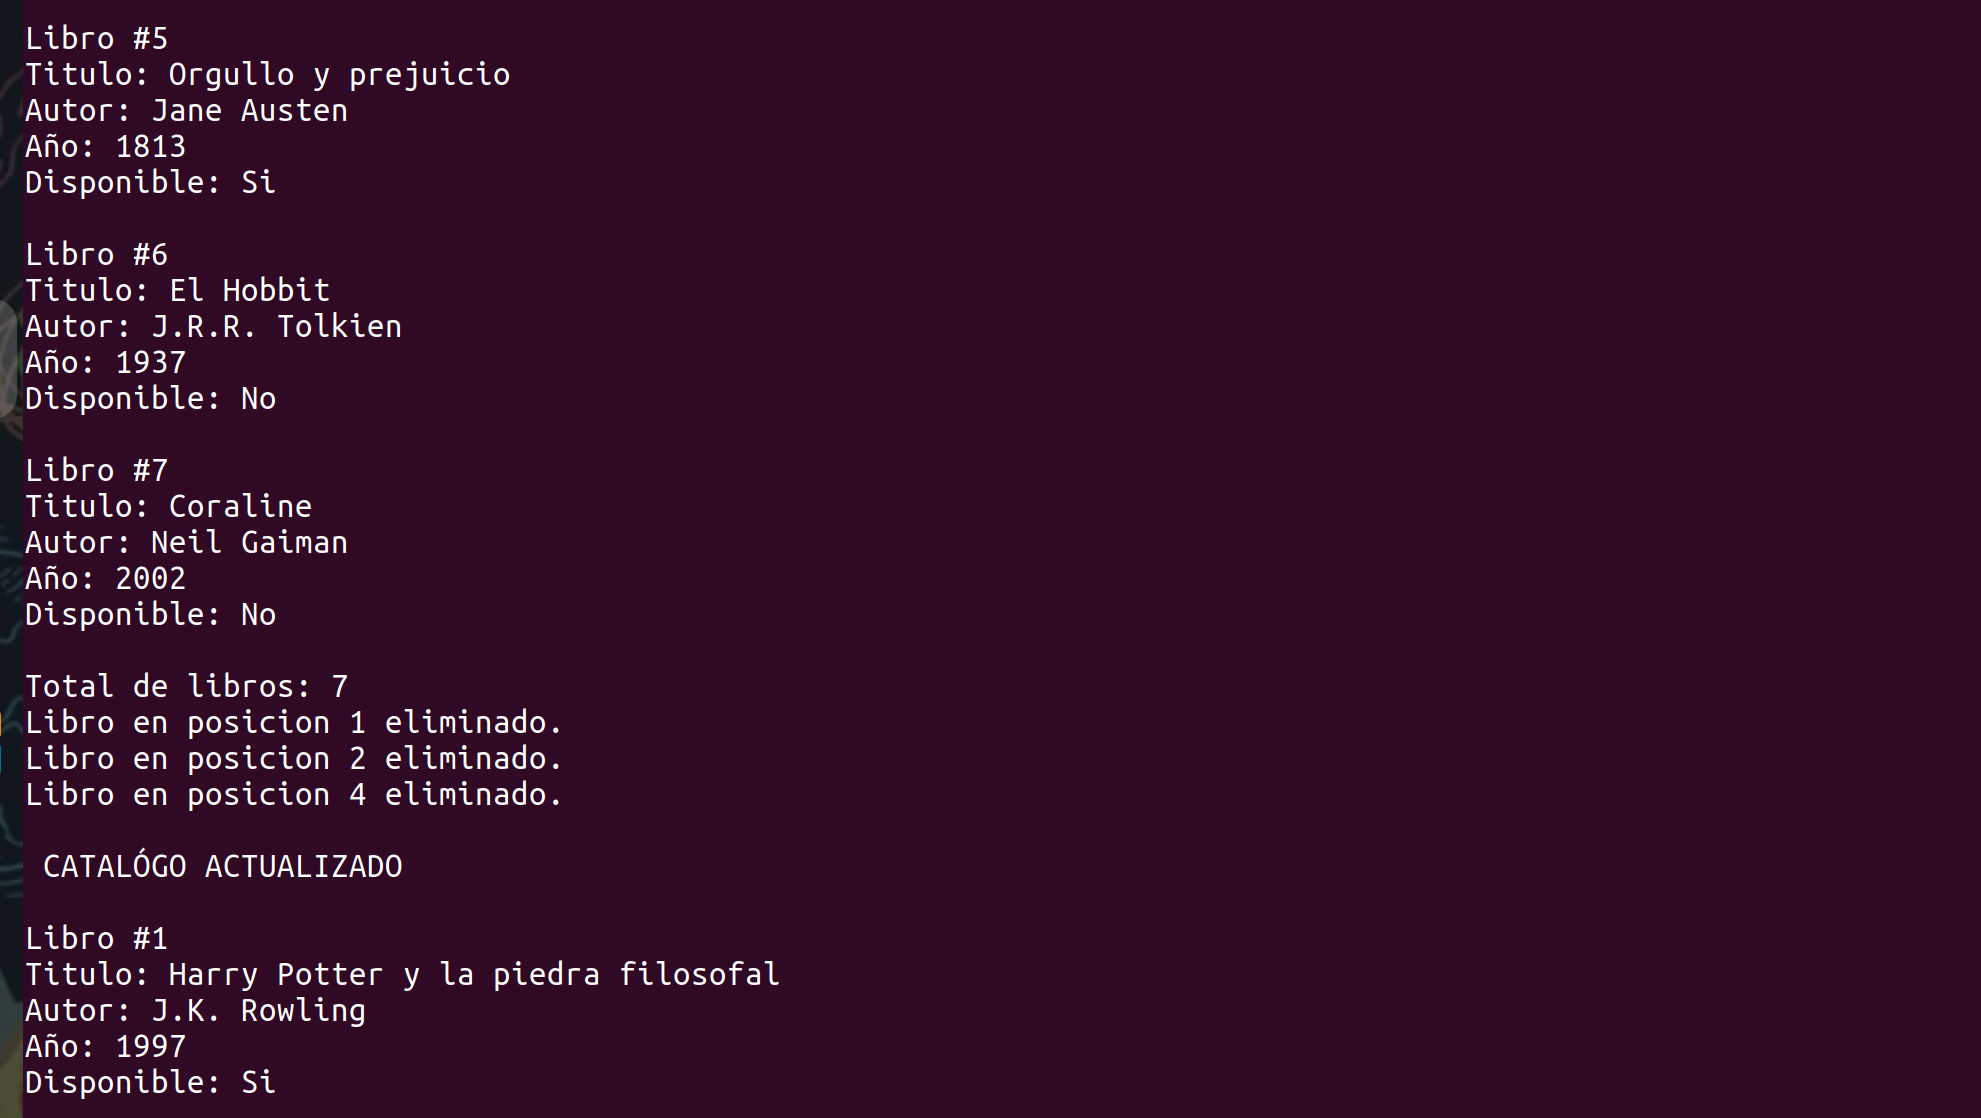 Libro #5
Titulo: Orgullo y prejuicio
Autor: Jane Austen
Año: 1813
Disponible: Si
Libro #6
Titulo: El Hobbit
Autor: J.R.R. Tolkien
Año: 1937
Disponible: No
Libro #7
Titulo: Coraline
Autor: Neil Gaiman
Año: 2002
Disponible: No
Total de libros: 7
Libro en posicion 1 eliminado.
Libro en posicion 2 eliminado.
Libro en posicion 4 eliminado.
CATALÓGO ACTUALIZADO
Libro #1
Titulo: Harry Potter y la piedra filosofal
Autor: J.K. Rowling
Año: 1997
Disponible: Si